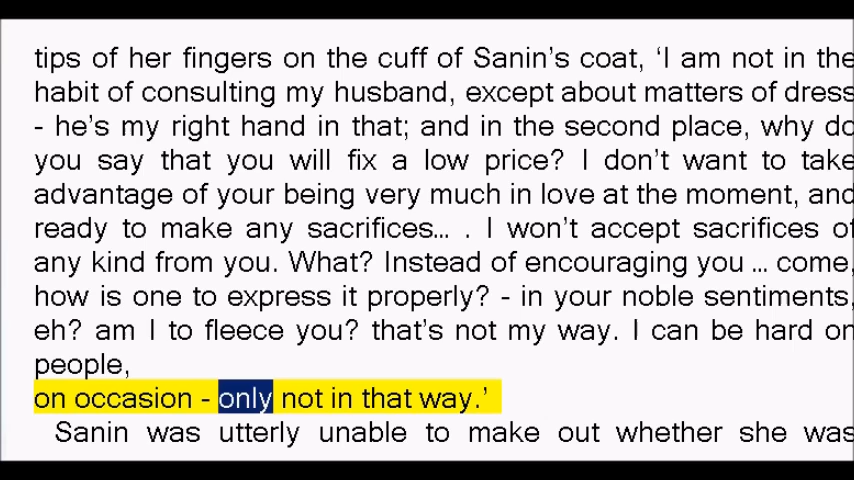 tips of her fingers on the cuff of Sanin’s coat, ‘I am not in the
habit of consulting my husband, except about matters of dress
- he’s my right hand in that; and in the second place, why do
you say that you will fix a low price? I don’t want to take
advantage of your being very much in love at the moment, and
ready to make any sacrifices... . I won’t accept sacrifices of
any kind from you. What? Instead of encouraging you ... come,
how is one to express it properly? - in your noble sentiments,
eh? am I to fleece you? that’s not my way. I can be hard on
people,
on occasion - only not in that way.’
Sanin was utterly unable to make out whether she was